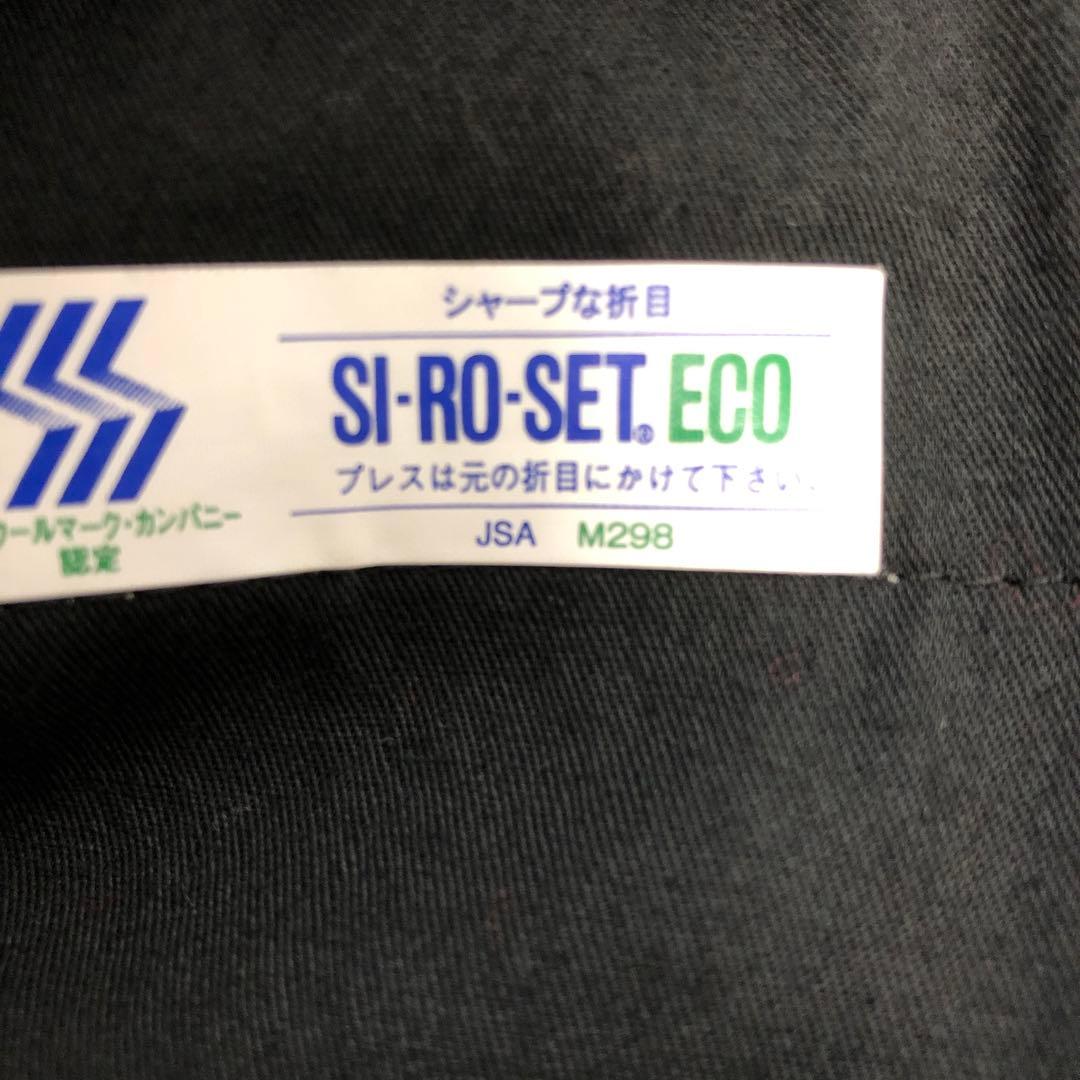 シャープな折目
SI-RO-SET® ECO
プレスは元の折目にかけて下さい。
JSA M298
ウールマーク・カンパニー
認定